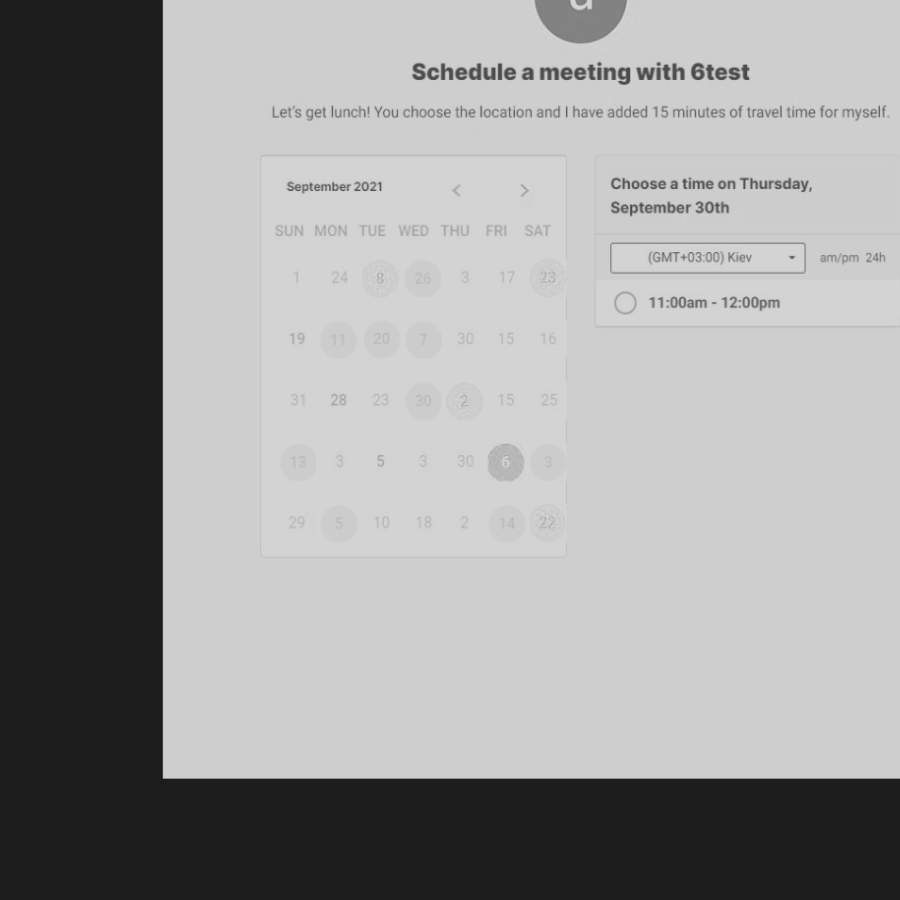 Schedule a meeting with 6test
Let's get lunch! You choose the location and I have added 15 minutes of travel time for myself.
September 2021
SUN MON TUE WED THU FRI SAT
1 24 8 26 3 17 23
19 11 20 7 30 15 16
31 28 23 30 2 15 25
13 3 5 3 30 6 3
29 5 10 18 2 14 22
Choose a time on Thursday,
September 30th
(GMT+03:00) Kiev am/pm 24h
11:00am - 12:00pm